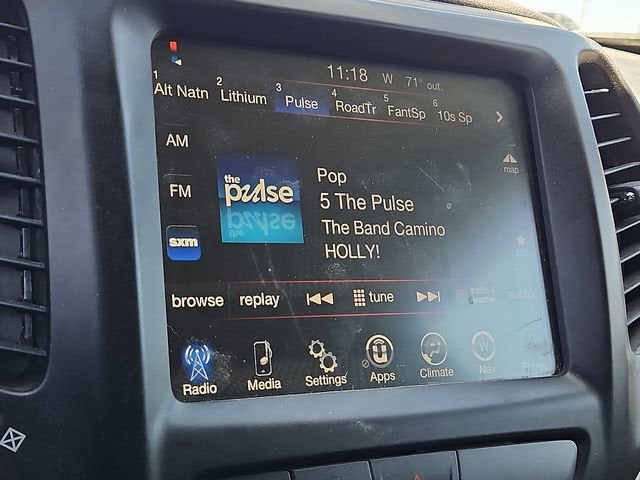 11:18 W 71° out.
1 Alt Natn 2 Lithium 3 Pulse 4 RoadTr 5 FantSp 6 10s Sp >
AM
map
FM
the pulse
Pop
5 The Pulse
The Band Camino
HOLLY!
sxm
browse replay tune traffic & weather audio
Radio Media Settings Apps Climate Nav Phone